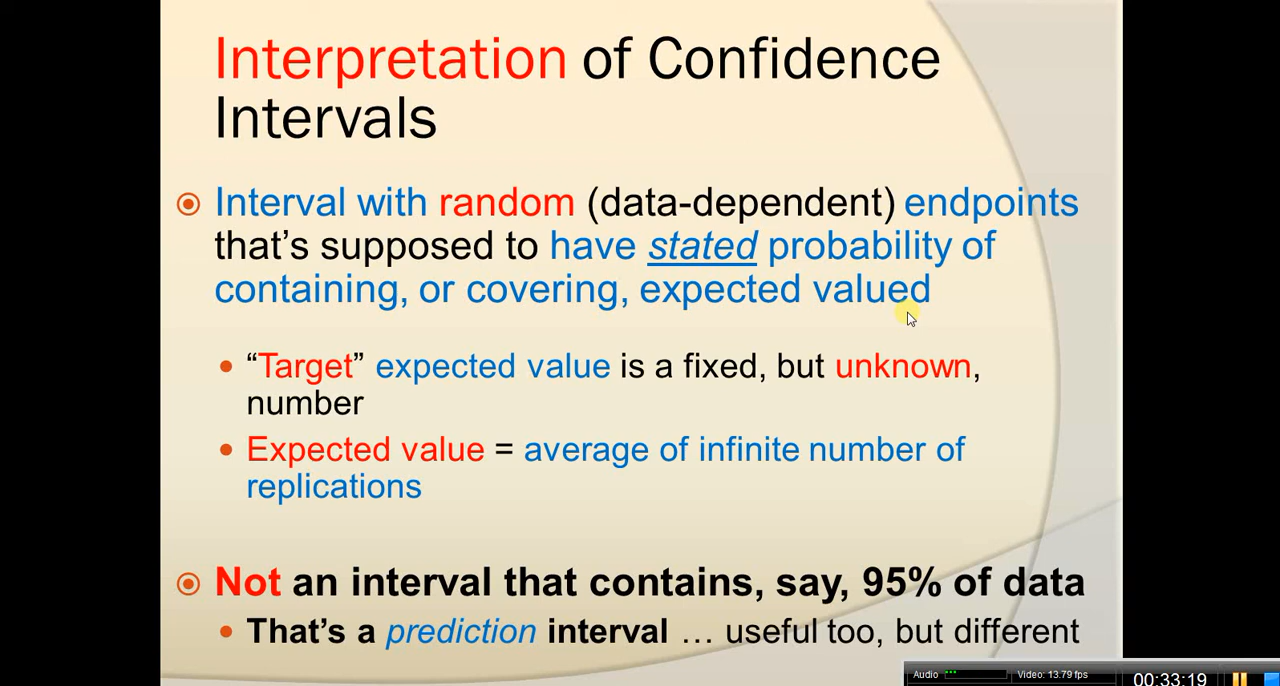 Interpretation of Confidence
Intervals
Interval with random (data-dependent) endpoints
that’s supposed to have stated probability of
containing, or covering, expected valued
“Target” expected value is a fixed, but unknown,
number
Expected value = average of infinite number of
replications
Not an interval that contains, say, 95% of data
That’s a prediction interval … useful too, but different
Audio Video: 13.79 fps 00:33:19